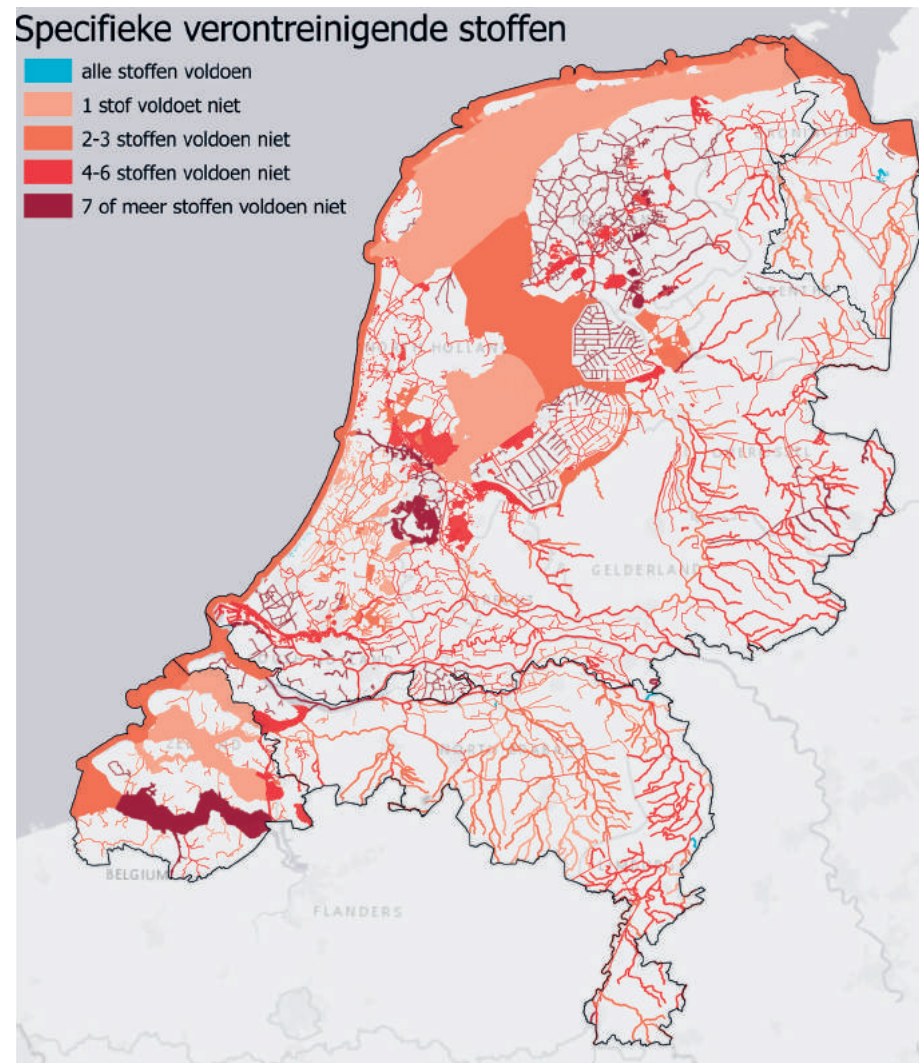 Specifieke verontreinigende stoffen
alle stoffen voldoen
1 stof voldoet niet
2-3 stoffen voldoen niet
4-6 stoffen voldoen niet
7 of meer stoffen voldoen niet
GELDERLAND
BELGIUM
FLANDERS